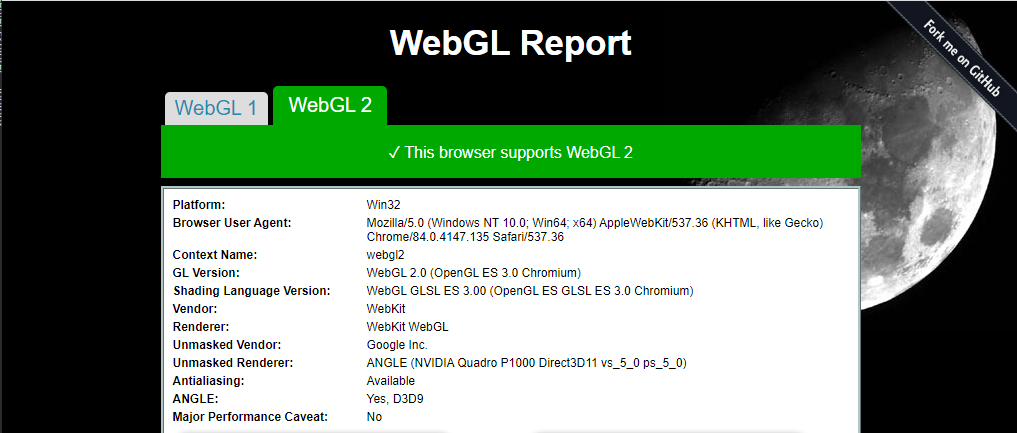 WebGL Report
Fork me on GitHub
WebGL 1
WebGL 2
✓ This browser supports WebGL 2
Platform: Win32
Browser User Agent: Mozilla/5.0 (Windows NT 10.0; Win64; x64) AppleWebKit/537.36 (KHTML, like Gecko)
Chrome/84.0.4147.135 Safari/537.36
Context Name: webgl2
GL Version: WebGL 2.0 (OpenGL ES 3.0 Chromium)
Shading Language Version: WebGL GLSL ES 3.00 (OpenGL ES GLSL ES 3.0 Chromium)
Vendor: WebKit
Renderer: WebKit WebGL
Unmasked Vendor: Google Inc.
Unmasked Renderer: ANGLE (NVIDIA Quadro P1000 Direct3D11 vs_5_0 ps_5_0)
Antialiasing: Available
ANGLE: Yes, D3D9
Major Performance Caveat: No